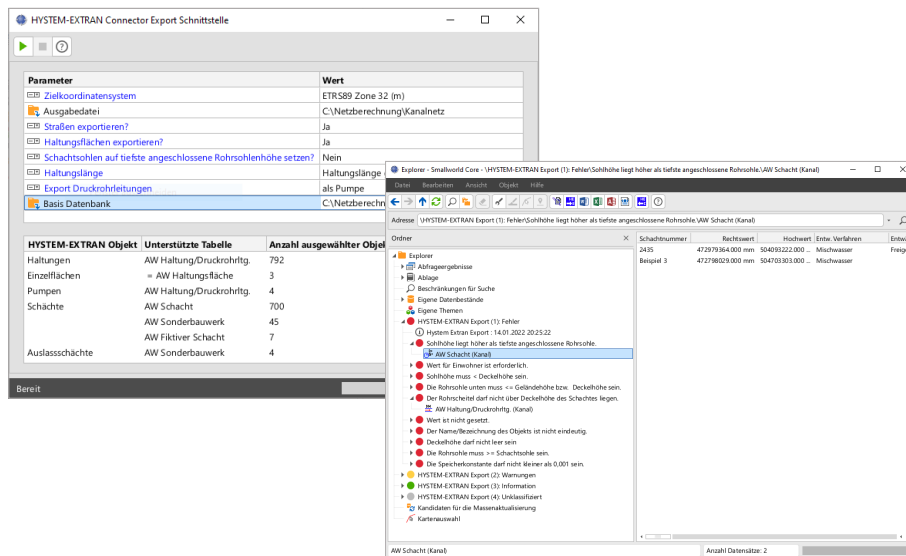 HYSTEM-EXTRAN Connector Export Schnittstelle
Parameter Wert
Zielkoordinatensystem ETRS89 Zone 32 (m)
Ausgabedatei C:\Netzberechnung\Kanalnetz
Straßen exportieren? Ja
Haltungsflächen exportieren? Ja
Schachtsohlen auf tiefste angeschlossene Rohrsohlenhöhe setzen? Nein
Haltungslänge Haltungslänge
Export Druckrohrleitungen als Pumpe
Basis Datenbank C:\Netzberechn
HYSTEM-EXTRAN Objekt Unterstützte Tabelle Anzahl ausgewählter Objek
Haltungen AW Haltung/Druckrohrltg. 792
Einzelflächen = AW Haltungsfläche 3
Pumpen AW Haltung/Druckrohrltg. 4
Schächte AW Schacht 700
AW Sonderbauwerk 45
AW Fiktiver Schacht 7
Auslassschächte AW Sonderbauwerk 4
Bereit
Explorer - Smallworld Core - \HYSTEM-EXTRAN Export (1): Fehler\Sohlhöhe liegt höher als tiefste angeschlossene Rohrsohle.\AW Schacht (Kanal)
Datei Bearbeiten Ansicht Objekt Hilfe
Adresse \HYSTEM-EXTRAN Export (1): Fehler\Sohlhöhe liegt höher als tiefste angeschlossene Rohrsohle.\AW Schacht (Kanal)
Ordner
Explorer
Abfrageergebnisse
Ablage
Beschränkungen für Suche
Eigene Datenbestände
Eigene Themen
HYSTEM-EXTRAN Export (1): Fehler
Hystem Extran Export : 14.01.2022 20:25:22
Sohlhöhe liegt höher als tiefste angeschlossene Rohrsohle.
AW Schacht (Kanal)
Wert für Einwohner ist erforderlich.
Sohlhöhe muss < Deckelhöhe sein.
Die Rohrsohle unten muss <= Geländehöhe bzw. Deckelhöhe sein.
Der Rohrscheitel darf nicht über Deckelhöhe des Schachtes liegen.
AW Haltung/Druckrohrltg. (Kanal)
Wert ist nicht gesetzt.
Der Name/Bezeichnung des Objekts ist nicht eindeutig.
Deckelhöhe darf nicht leer sein
Die Rohrsohle muss >= Schachtsohle sein.
Die Speicherkonstante darf nicht kleiner als 0,001 sein.
HYSTEM-EXTRAN Export (2): Warnungen
HYSTEM-EXTRAN Export (3): Information
HYSTEM-EXTRAN Export (4): Unklassifiziert
Kandidaten für die Massenaktualisierung
Kartenauswahl
Schachtnummer Rechtswert Hochwert Entw. Verfahren Entw
2435 472979364.000 mm 504093222.000 ... Mischwasser Freige
Beispiel 3 472798029.000 mm 504703303.000 ... Mischwasser
AW Schacht (Kanal) Anzahl Datensätze: 2